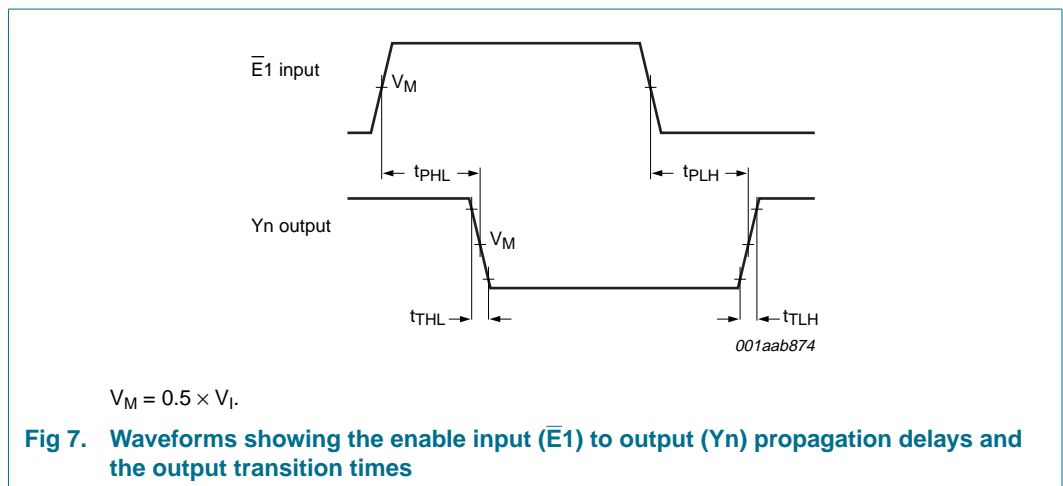 E̅1 input
VM
tPHL
tPLH
Yn output
VM
tTHL
tTLH
001aab874
VM = 0.5 × VI.
Fig 7. Waveforms showing the enable input (E̅1) to output (Yn) propagation delays and
the output transition times